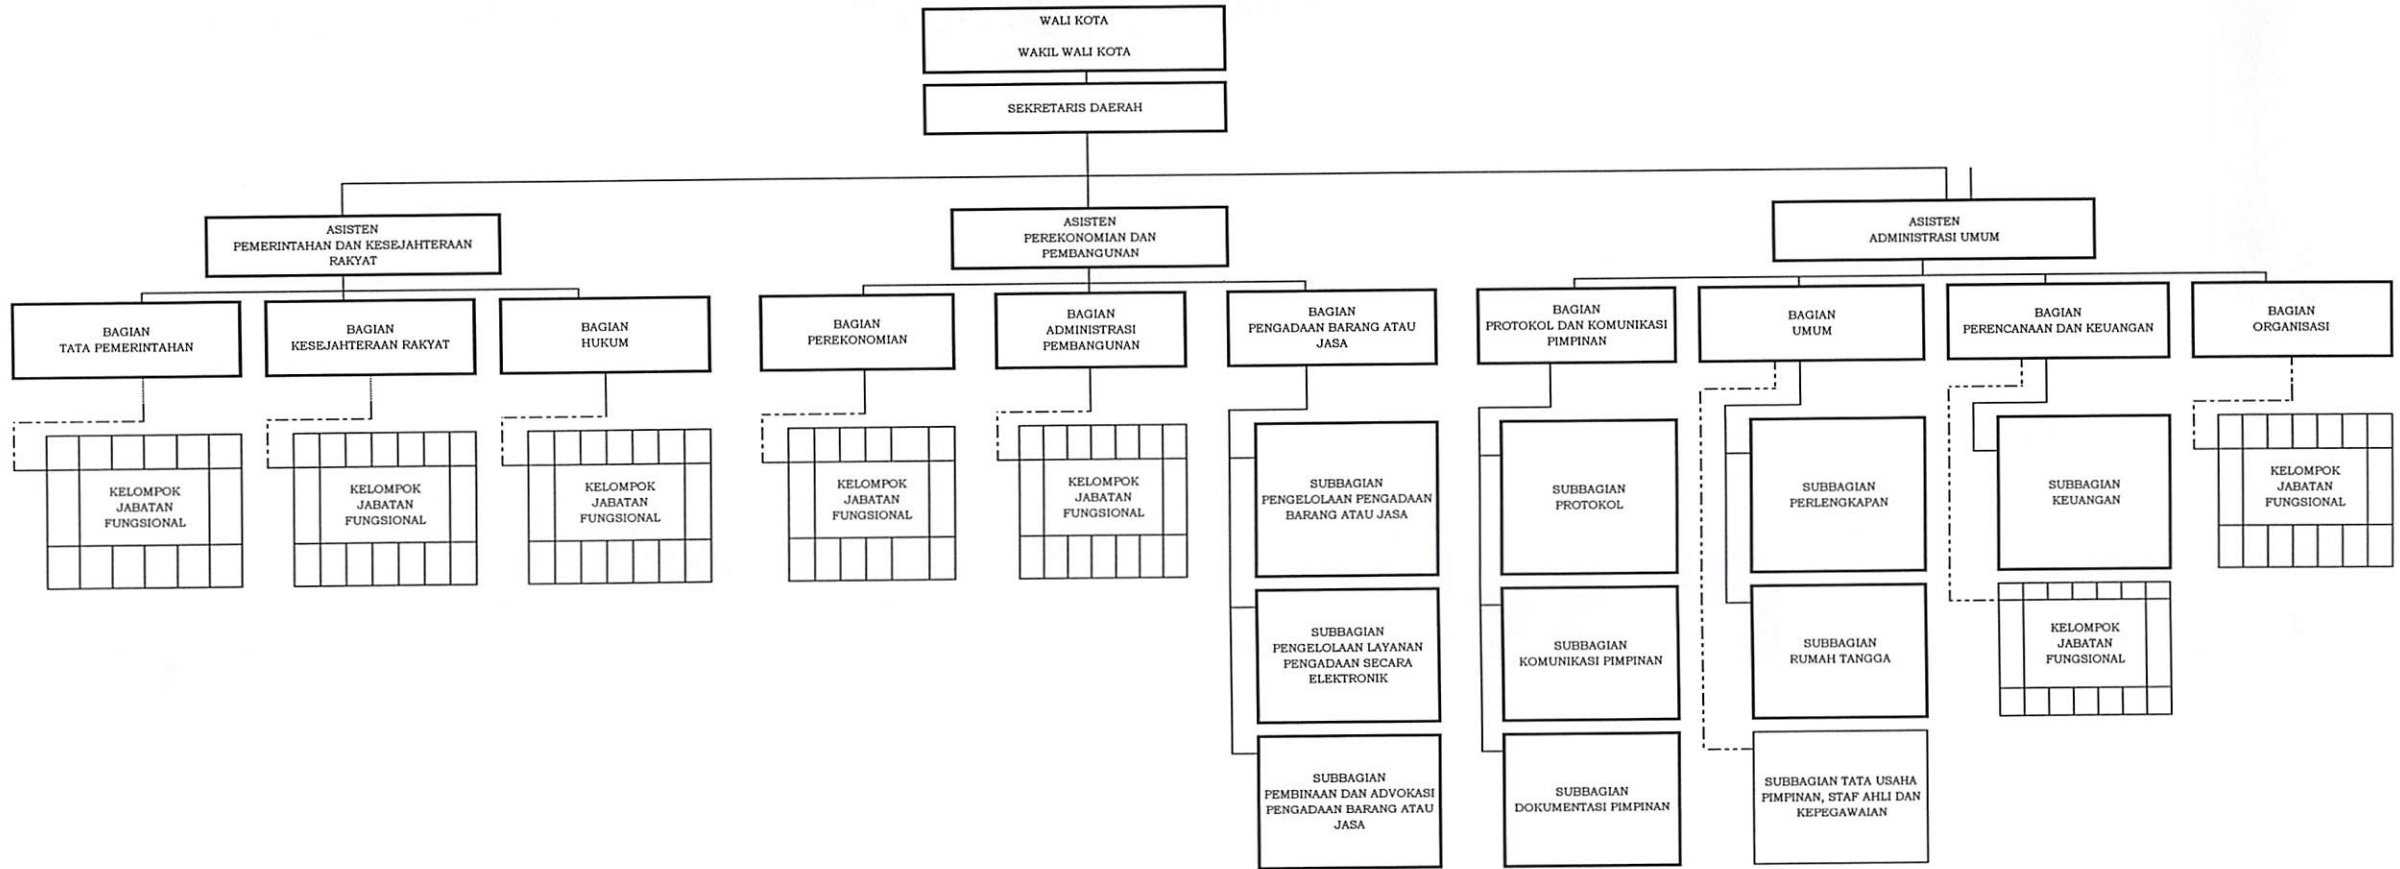 WALI KOTA
WAKIL WALI KOTA
SEKRETARIS DAERAH
ASISTEN
PEMERINTAHAN DAN KESEJAHTERAAN
RAKYAT
ASISTEN
PEREKONOMIAN DAN
PEMBANGUNAN
ASISTEN
ADMINISTRASI UMUM
BAGIAN
TATA PEMERINTAHAN
BAGIAN
KESEJAHTERAAN RAKYAT
BAGIAN
HUKUM
BAGIAN
PEREKONOMIAN
BAGIAN
ADMINISTRASI
PEMBANGUNAN
BAGIAN
PENGADAAN BARANG ATAU
JASA
BAGIAN
PROTOKOL DAN KOMUNIKASI
PIMPINAN
BAGIAN
UMUM
BAGIAN
PERENCANAAN DAN KEUANGAN
BAGIAN
ORGANISASI
KELOMPOK
JABATAN
FUNGSIONAL
KELOMPOK
JABATAN
FUNGSIONAL
KELOMPOK
JABATAN
FUNGSIONAL
KELOMPOK
JABATAN
FUNGSIONAL
KELOMPOK
JABATAN
FUNGSIONAL
SUBBAGIAN
PENGELOLAAN PENGADAAN
BARANG ATAU JASA
SUBBAGIAN
PROTOKOL
SUBBAGIAN
PERLENGKAPAN
SUBBAGIAN
KEUANGAN
KELOMPOK
JABATAN
FUNGSIONAL
SUBBAGIAN
PENGELOLAAN LAYANAN
PENGADAAN SECARA
ELEKTRONIK
SUBBAGIAN
KOMUNIKASI PIMPINAN
SUBBAGIAN
RUMAH TANGGA
KELOMPOK
JABATAN
FUNGSIONAL
SUBBAGIAN
PEMBINAAN DAN ADVOKASI
PENGADAAN BARANG ATAU
JASA
SUBBAGIAN
DOKUMENTASI PIMPINAN
SUBBAGIAN TATA USAHA
PIMPINAN, STAF AHLI DAN
KEPEGAWAIAN